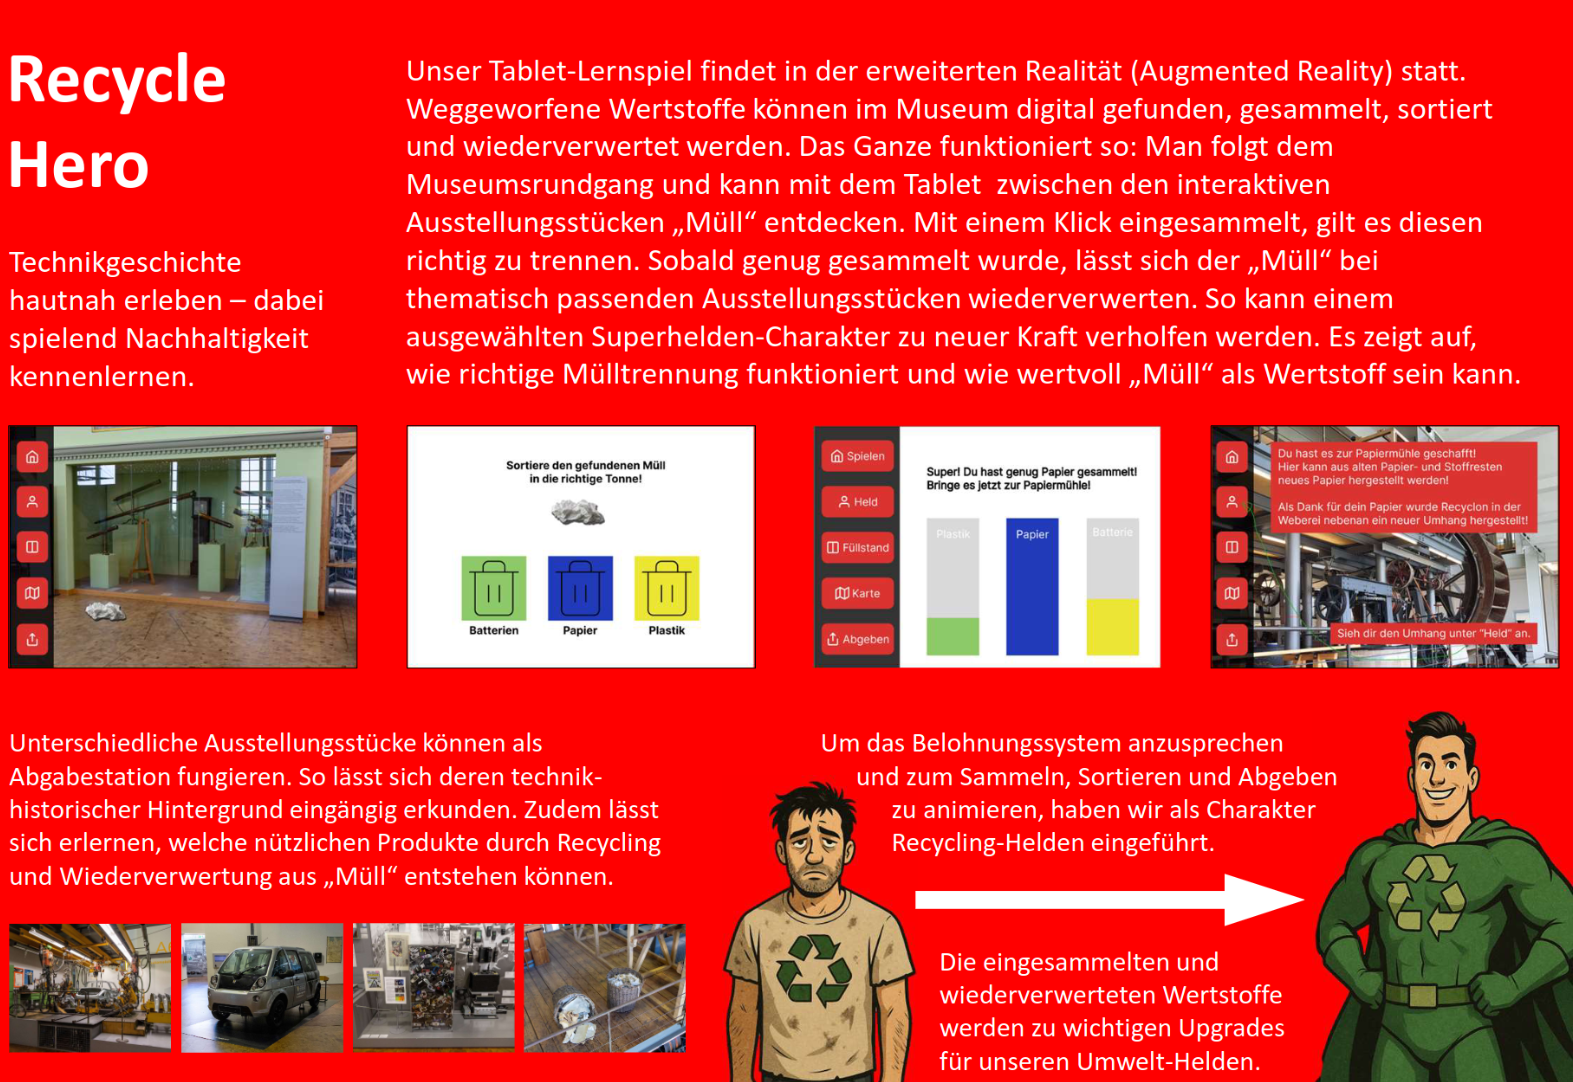 Recycle
Hero
Technikgeschichte
hautnah erleben – dabei
spielend Nachhaltigkeit
kennenlernen.
Unser Tablet-Lernspiel findet in der erweiterten Realität (Augmented Reality) statt.
Weggeworfene Wertstoffe können im Museum digital gefunden, gesammelt, sortiert
und wiederverwertet werden. Das Ganze funktioniert so: Man folgt dem
Museumsrundgang und kann mit dem Tablet zwischen den interaktiven
Ausstellungsstücken „Müll“ entdecken. Mit einem Klick eingesammelt, gilt es diesen
richtig zu trennen. Sobald genug gesammelt wurde, lässt sich der „Müll“ bei
thematisch passenden Ausstellungsstücken wiederverwerten. So kann einem
ausgewählten Superhelden-Charakter zu neuer Kraft verholfen werden. Es zeigt auf,
wie richtige Mülltrennung funktioniert und wie wertvoll „Müll“ als Wertstoff sein kann.
Sortiere den gefundenen Müll
in die richtige Tonne!
Batterien
Papier
Plastik
Spielen
Held
Füllstand
Karte
Abgeben
Super! Du hast genug Papier gesammelt!
Bringe es jetzt zur Papiermühle!
Plastik
Papier
Batterie
Du hast es zur Papiermühle geschafft!
Hier kann aus alten Papier- und Stoffresten
neues Papier hergestellt werden!
Als Dank für dein Papier wurde Recyclon in der
Weberei nebenan ein neuer Umhang hergestellt!
Sieh dir den Umhang unter "Held" an.
Unterschiedliche Ausstellungsstücke können als
Abgabestation fungieren. So lässt sich deren technik-
historischer Hintergrund eingängig erkunden. Zudem lässt
sich erlernen, welche nützlichen Produkte durch Recycling
und Wiederverwertung aus „Müll“ entstehen können.
Um das Belohnungssystem anzusprechen
und zum Sammeln, Sortieren und Abgeben
zu animieren, haben wir als Charakter
Recycling-Helden eingeführt.
Die eingesammelten und
wiederverwerteten Wertstoffe
werden zu wichtigen Upgrades
für unseren Umwelt-Helden.